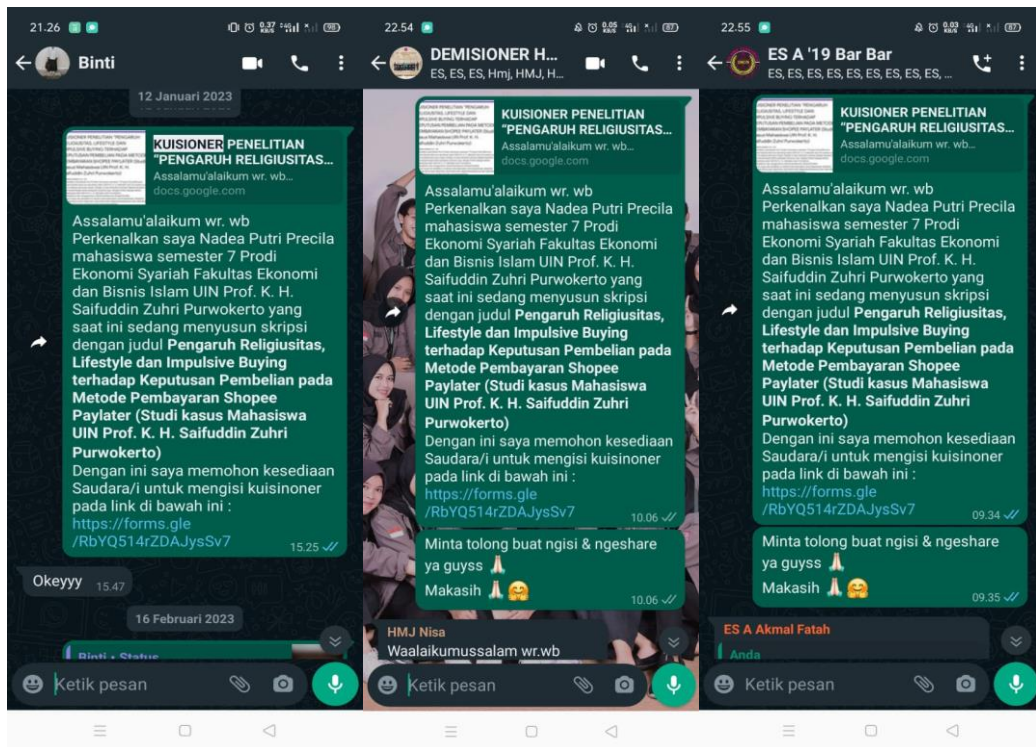 21.26
0.37 KB/S
98
Binti
12 Januari 2023
KUISIONER PENELITIAN
"PENGARUH RELIGIUSITAS...
Assalamu'alaikum wr. wb...
docs.google.com
Assalamu'alaikum wr. wb
Perkenalkan saya Nadea Putri Precila
mahasiswa semester 7 Prodi
Ekonomi Syariah Fakultas Ekonomi
dan Bisnis Islam UIN Prof. K. H.
Saifuddin Zuhri Purwokerto yang
saat ini sedang menyusun skripsi
dengan judul Pengaruh Religiusitas,
Lifestyle dan Impulsive Buying
terhadap Keputusan Pembelian pada
Metode Pembayaran Shopee
Paylater (Studi kasus Mahasiswa
UIN Prof. K. H. Saifuddin Zuhri
Purwokerto)
Dengan ini saya memohon kesediaan
Saudara/i untuk mengisi kuisinoner
pada link di bawah ini :
https://forms.gle
/RbYQ514rZDAJysSv7
15.25
Okeyyy 15.47
16 Februari 2023
Binti • Status
Ketik pesan
22.54
0.05 KB/S
87
DEMISIONER H...
ES, ES, ES, Hmj, HMJ, H...
KUISIONER PENELITIAN
"PENGARUH RELIGIUSITAS...
Assalamu'alaikum wr. wb...
docs.google.com
Assalamu'alaikum wr. wb
Perkenalkan saya Nadea Putri Precila
mahasiswa semester 7 Prodi
Ekonomi Syariah Fakultas Ekonomi
dan Bisnis Islam UIN Prof. K. H.
Saifuddin Zuhri Purwokerto yang
saat ini sedang menyusun skripsi
dengan judul Pengaruh Religiusitas,
Lifestyle dan Impulsive Buying
terhadap Keputusan Pembelian pada
Metode Pembayaran Shopee
Paylater (Studi kasus Mahasiswa
UIN Prof. K. H. Saifuddin Zuhri
Purwokerto)
Dengan ini saya memohon kesediaan
Saudara/i untuk mengisi kuisinoner
pada link di bawah ini :
https://forms.gle
/RbYQ514rZDAJysSv7
10.06
Minta tolong buat ngisi & ngeshare
ya guyss 🙏🏻
Makasih 🙏🏻 🤗
10.06
HMJ Nisa
Waalaikumussalam wr.wb
Ketik pesan
22.55
0.03 KB/S
87
ES A '19 Bar Bar
ES, ES, ES, ES, ES, ES, ES, ES, ES, ...
KUISIONER PENELITIAN
"PENGARUH RELIGIUSITAS...
Assalamu'alaikum wr. wb...
docs.google.com
Assalamu'alaikum wr. wb
Perkenalkan saya Nadea Putri Precila
mahasiswa semester 7 Prodi
Ekonomi Syariah Fakultas Ekonomi
dan Bisnis Islam UIN Prof. K. H.
Saifuddin Zuhri Purwokerto yang
saat ini sedang menyusun skripsi
dengan judul Pengaruh Religiusitas,
Lifestyle dan Impulsive Buying
terhadap Keputusan Pembelian pada
Metode Pembayaran Shopee
Paylater (Studi kasus Mahasiswa
UIN Prof. K. H. Saifuddin Zuhri
Purwokerto)
Dengan ini saya memohon kesediaan
Saudara/i untuk mengisi kuisinoner
pada link di bawah ini :
https://forms.gle
/RbYQ514rZDAJysSv7
09.34
Minta tolong buat ngisi & ngeshare
ya guyss 🙏🏻
Makasih 🙏🏻 🤗
09.35
ES A Akmal Fatah
Anda
Ketik pesan